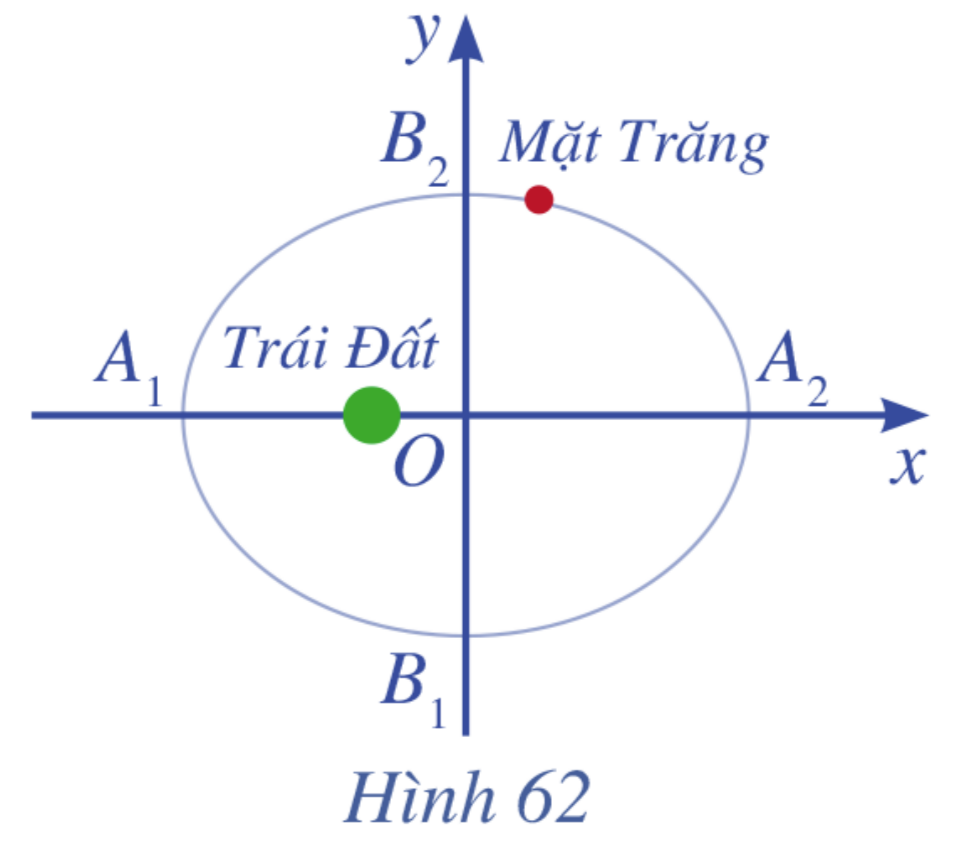 y
B₂
Mặt Trăng
Trái Đất
A₁
A₂
O
x
B₁
Hình 62